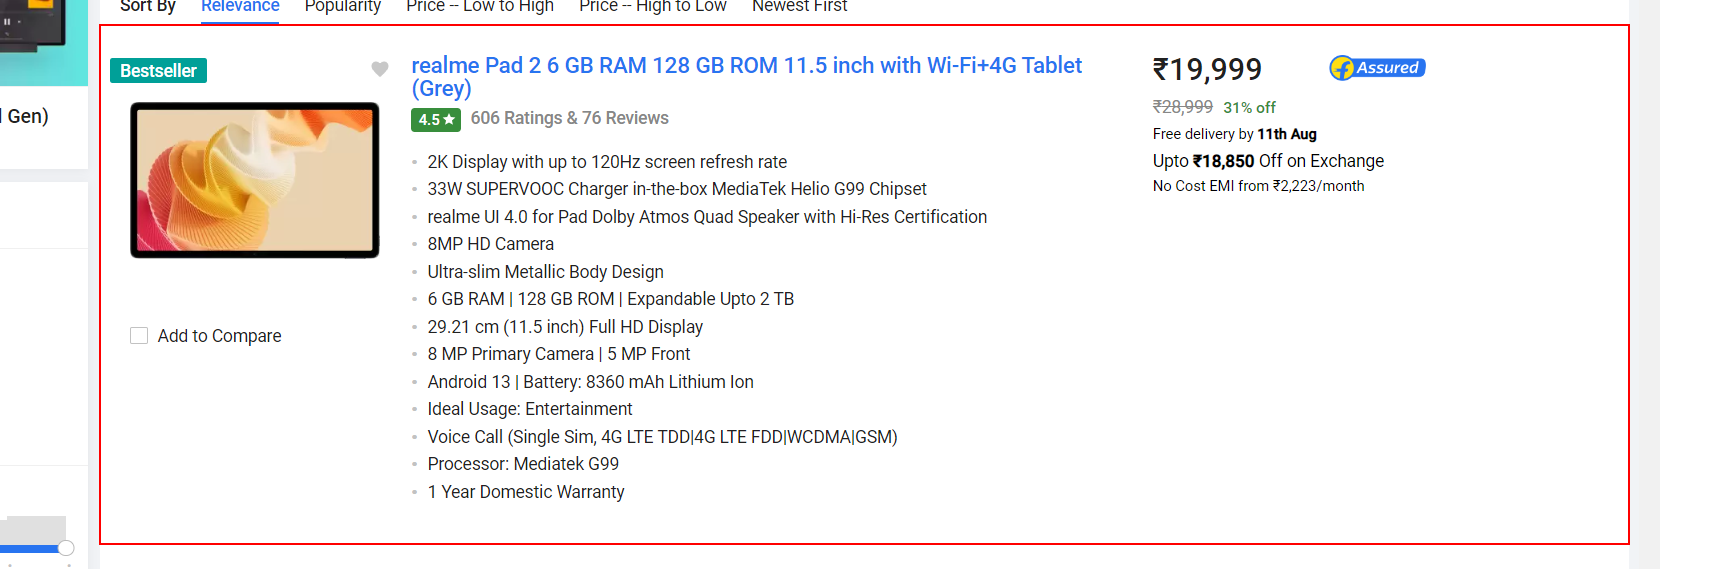 Sort By Relevance Popularity Price -- Low to High Price -- High to Low Newest First
l Gen)
Bestseller
Add to Compare
realme Pad 2 6 GB RAM 128 GB ROM 11.5 inch with Wi-Fi+4G Tablet
(Grey)
4.5★ 606 Ratings & 76 Reviews
• 2K Display with up to 120Hz screen refresh rate
• 33W SUPERVOOC Charger in-the-box MediaTek Helio G99 Chipset
• realme UI 4.0 for Pad Dolby Atmos Quad Speaker with Hi-Res Certification
• 8MP HD Camera
• Ultra-slim Metallic Body Design
• 6 GB RAM | 128 GB ROM | Expandable Upto 2 TB
• 29.21 cm (11.5 inch) Full HD Display
• 8 MP Primary Camera | 5 MP Front
• Android 13 | Battery: 8360 mAh Lithium Ion
• Ideal Usage: Entertainment
• Voice Call (Single Sim, 4G LTE TDD|4G LTE FDD|WCDMA|GSM)
• Processor: Mediatek G99
• 1 Year Domestic Warranty
₹19,999 Assured
₹28,999 31% off
Free delivery by 11th Aug
Upto ₹18,850 Off on Exchange
No Cost EMI from ₹2,223/month